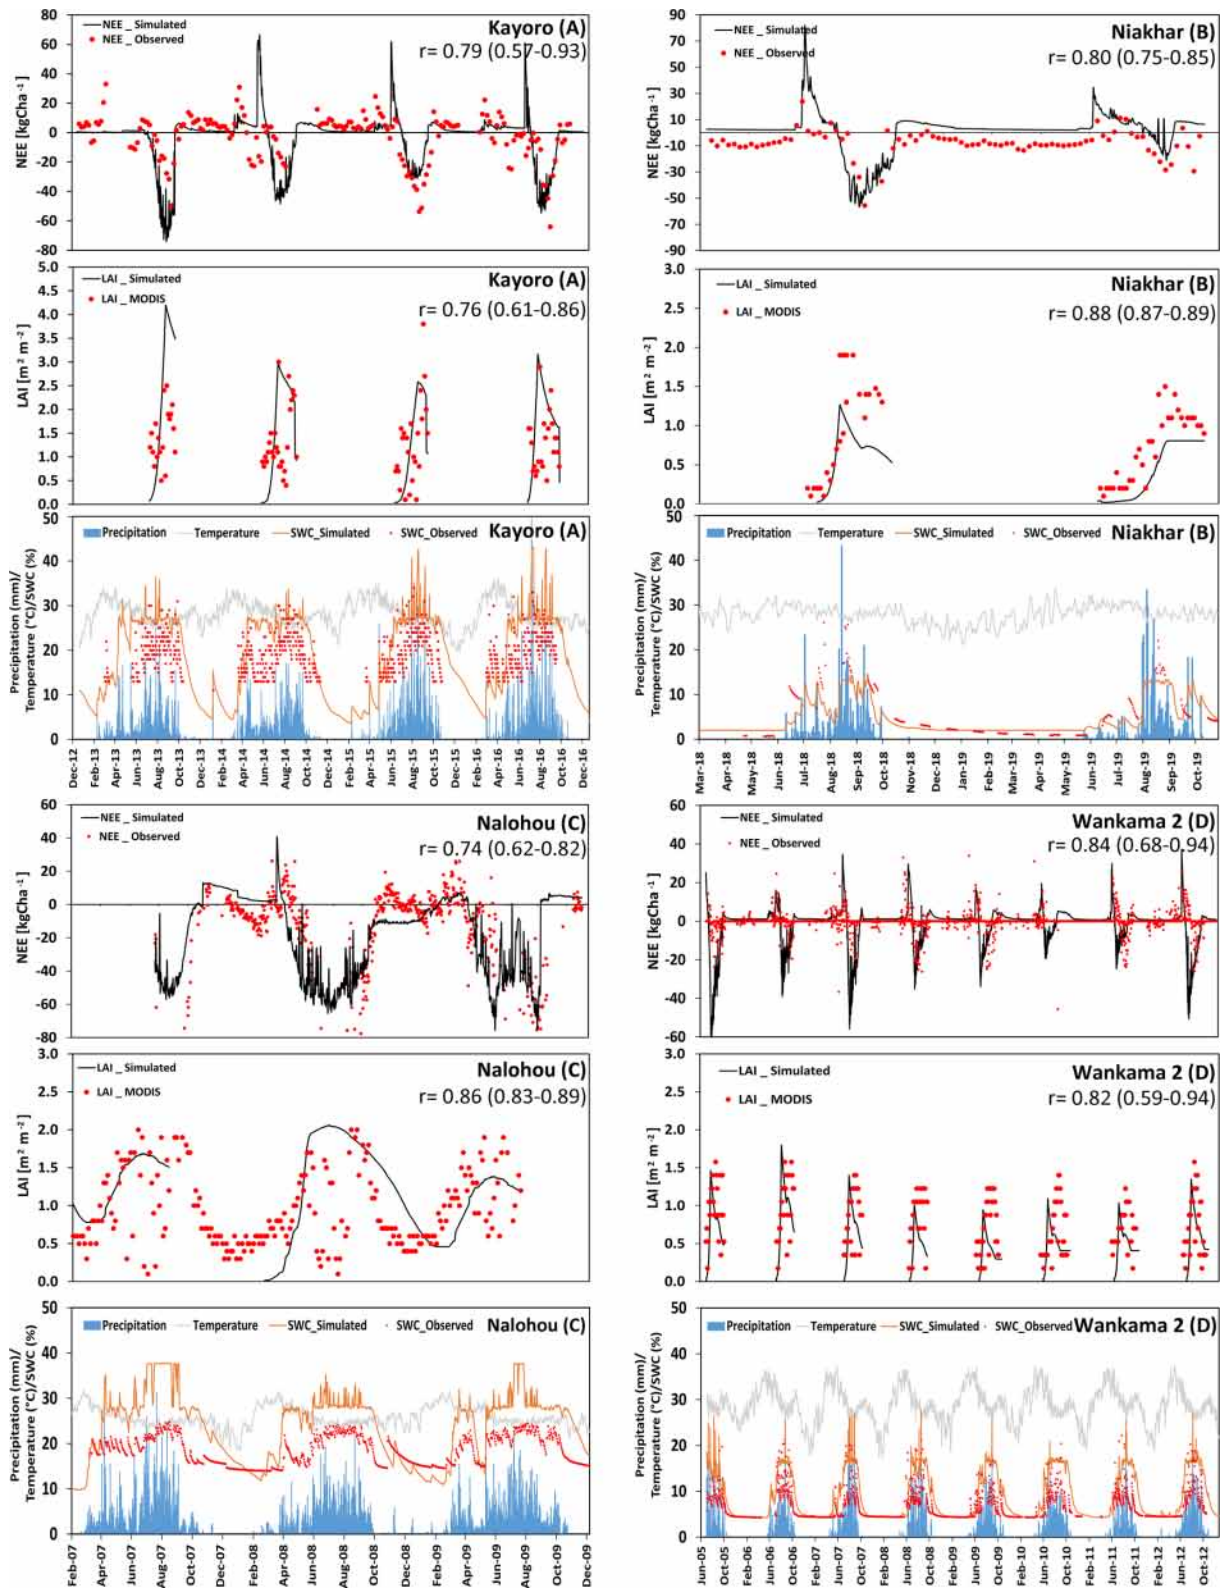 NEE _ Simulated
NEE _ Observed
Kayoro (A)
r= 0.79 (0.57-0.93)
NEE [kgCha⁻¹]
80
60
40
20
0
-20
-40
-60
-80
NEE _ Simulated
NEE _ Observed
Niakhar (B)
r= 0.80 (0.75-0.85)
NEE [kgCha⁻¹]
90
70
50
30
10
-10
-30
-50
-70
-90
LAI _ Simulated
LAI _ MODIS
Kayoro (A)
r= 0.76 (0.61-0.86)
LAI [m² m⁻²]
5.0
4.5
4.0
3.5
3.0
2.5
2.0
1.5
1.0
0.5
0.0
LAI _ Simulated
LAI _ MODIS
Niakhar (B)
r= 0.88 (0.87-0.89)
LAI [m² m⁻²]
3.0
2.5
2.0
1.5
1.0
0.5
0.0
Precipitation Temperature SWC_Simulated SWC_Observed
Kayoro (A)
Precipitation (mm)/
Temperature (°C)/SWC (%)
50
40
30
20
10
0
Dec-12 Feb-13 Apr-13 Jun-13 Aug-13 Oct-13 Dec-13 Feb-14 Apr-14 Jun-14 Aug-14 Oct-14 Dec-14 Feb-15 Apr-15 Jun-15 Aug-15 Oct-15 Dec-15 Feb-16 Apr-16 Jun-16 Aug-16 Oct-16 Dec-16
Precipitation Temperature SWC_Simulated SWC_Observed
Niakhar (B)
Precipitation (mm)/
Temperature (°C)/SWC (%)
50
40
30
20
10
0
Mar-18 Apr-18 May-18 Jun-18 Jul-18 Aug-18 Sep-18 Oct-18 Nov-18 Dec-18 Jan-19 Feb-19 Mar-19 Apr-19 May-19 Jun-19 Jul-19 Aug-19 Sep-19 Oct-19
NEE _ Simulated
NEE _ Observed
Nalohou (C)
r= 0.74 (0.62-0.82)
NEE [kgCha⁻¹]
60
40
20
0
-20
-40
-60
-80
NEE _ Simulated
NEE _ Observed
Wankama 2 (D)
r= 0.84 (0.68-0.94)
NEE [kgCha⁻¹]
60
40
20
0
-20
-40
-60
LAI _ Simulated
LAI _ MODIS
Nalohou (C)
r= 0.86 (0.83-0.89)
LAI [m² m⁻²]
3.0
2.5
2.0
1.5
1.0
0.5
0.0
LAI _ Simulated
LAI _ MODIS
Wankama 2 (D)
r= 0.82 (0.59-0.94)
LAI [m² m⁻²]
3.0
2.5
2.0
1.5
1.0
0.5
0.0
Precipitation Temperature SWC_Simulated SWC_Observed
Nalohou (C)
Precipitation (mm)/
Temperature (°C)/SWC (%)
50
40
30
20
10
0
Feb-07 Apr-07 Jun-07 Aug-07 Oct-07 Dec-07 Feb-08 Apr-08 Jun-08 Aug-08 Oct-08 Dec-08 Feb-09 Apr-09 Jun-09 Aug-09 Oct-09 Dec-09
Precipitation Temperature SWC_Simulated SWC_Observed
Wankama 2 (D)
Precipitation (mm)/
Temperature (°C)/SWC (%)
50
40
30
20
10
0
Jun-05 Oct-05 Feb-06 Jun-06 Oct-06 Feb-07 Jun-07 Oct-07 Feb-08 Jun-08 Oct-08 Feb-09 Jun-09 Oct-09 Feb-10 Jun-10 Oct-10 Feb-11 Jun-11 Oct-11 Feb-12 Jun-12 Oct-12